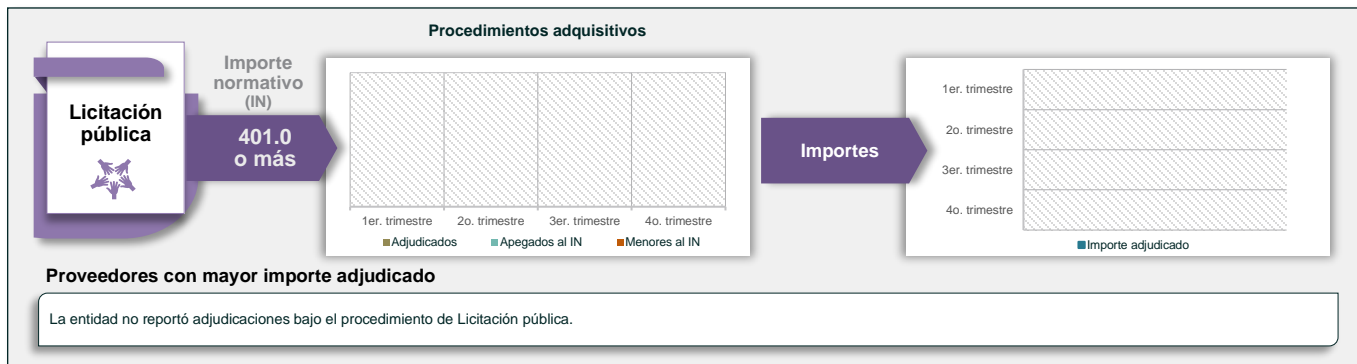 Procedimientos adquisitivos
Licitación
pública
Importe
normativo
(IN)
401.0
o más
1er. trimestre
2o. trimestre
3er. trimestre
4o. trimestre
Adjudicados
Apegados al IN
Menores al IN
Importes
1er. trimestre
2o. trimestre
3er. trimestre
4o. trimestre
Importe adjudicado
Proveedores con mayor importe adjudicado
La entidad no reportó adjudicaciones bajo el procedimiento de Licitación pública.